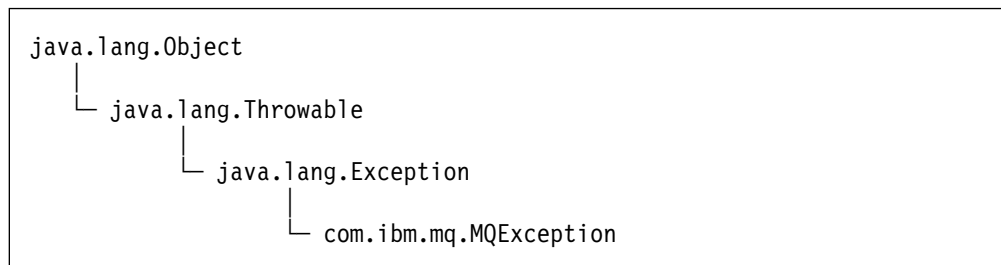 java.lang.Object
java.lang.Throwable
java.lang.Exception
com.ibm.mq.MQException